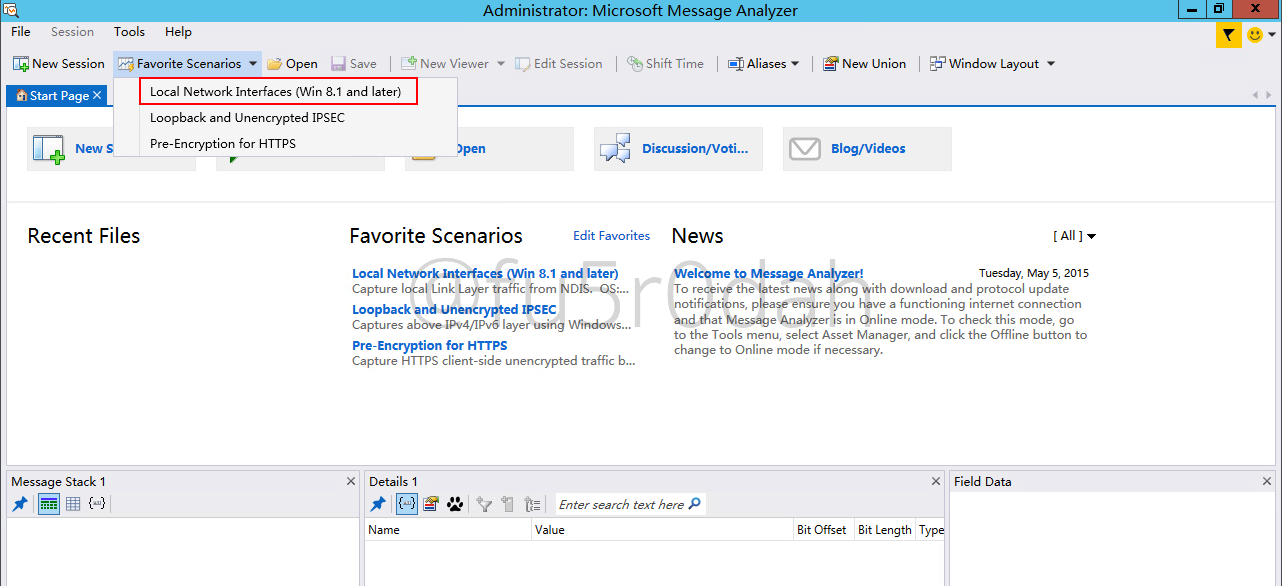 Administrator: Microsoft Message Analyzer
File Session Tools Help
New Session Favorite Scenarios Open Save New Viewer Edit Session Shift Time Aliases New Union Window Layout
Start Page
Local Network Interfaces (Win 8.1 and later)
Loopback and Unencrypted IPSEC
Pre-Encryption for HTTPS
New S
Open
Discussion/Voti...
Blog/Videos
Recent Files
Favorite Scenarios
Edit Favorites
Local Network Interfaces (Win 8.1 and later)
Capture local Link Layer traffic from NDIS. OS:...
Loopback and Unencrypted IPSEC
Captures above IPv4/IPv6 layer using Windows...
Pre-Encryption for HTTPS
Capture HTTPS client-side unencrypted traffic b...
News
[ All ]
Welcome to Message Analyzer!
Tuesday, May 5, 2015
To receive the latest news along with download and protocol update
notifications, please ensure you have a functioning internet connection
and that Message Analyzer is in Online mode. To check this mode, go
to the Tools menu, select Asset Manager, and click the Offline button to
change to Online mode if necessary.
@fu5r0dah
Message Stack 1
Details 1
Enter search text here
Name Value Bit Offset Bit Length Type
Field Data